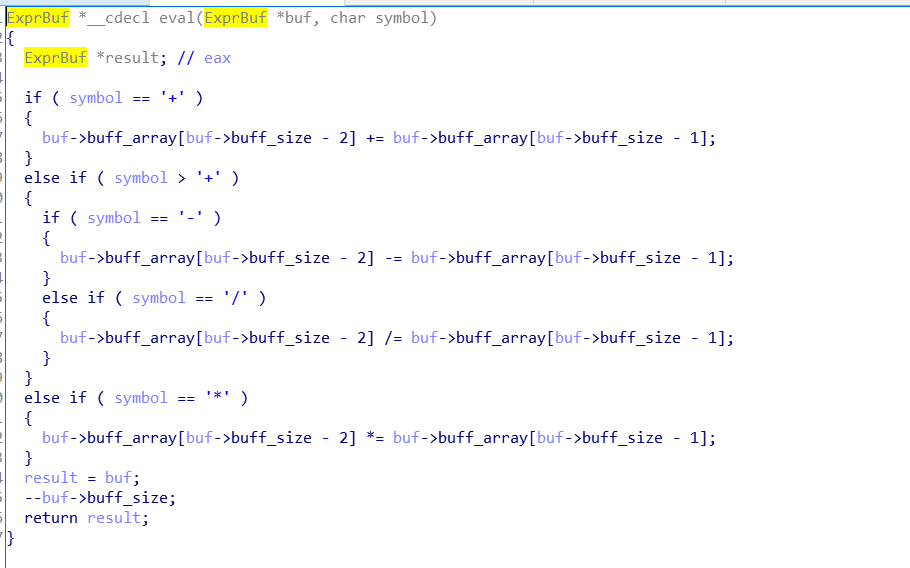 ExprBuf *__cdecl eval(ExprBuf *buf, char symbol)
{
  ExprBuf *result; // eax

  if ( symbol == '+' )
  {
    buf->buff_array[buf->buff_size - 2] += buf->buff_array[buf->buff_size - 1];
  }
  else if ( symbol > '+' )
  {
    if ( symbol == '-' )
    {
      buf->buff_array[buf->buff_size - 2] -= buf->buff_array[buf->buff_size - 1];
    }
    else if ( symbol == '/' )
    {
      buf->buff_array[buf->buff_size - 2] /= buf->buff_array[buf->buff_size - 1];
    }
  }
  else if ( symbol == '*' )
  {
    buf->buff_array[buf->buff_size - 2] *= buf->buff_array[buf->buff_size - 1];
  }
  result = buf;
  --buf->buff_size;
  return result;
}